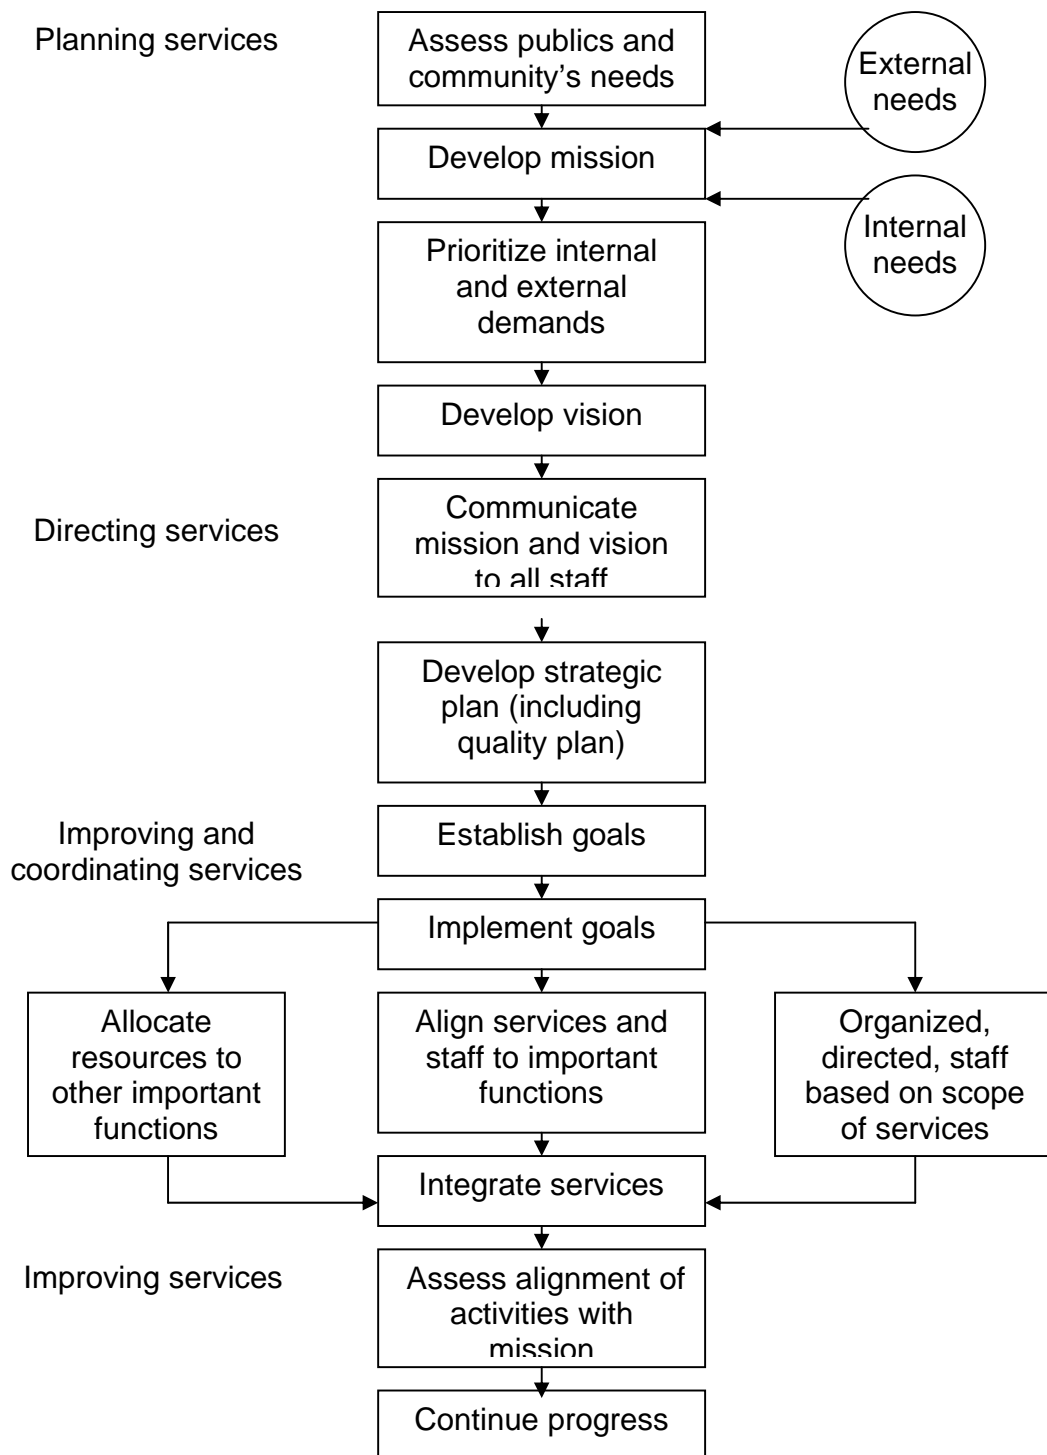 Planning services
Assess publics and
community’s needs
External
needs
Develop mission
Internal
needs
Prioritize internal
and external
demands
Develop vision
Directing services
Communicate
mission and vision
to all staff
Develop strategic
plan (including
quality plan)
Improving and
coordinating services
Establish goals
Implement goals
Allocate
resources to
other important
functions
Align services and
staff to important
functions
Organized,
directed, staff
based on scope
of services
Integrate services
Improving services
Assess alignment of
activities with
mission
Continue progress